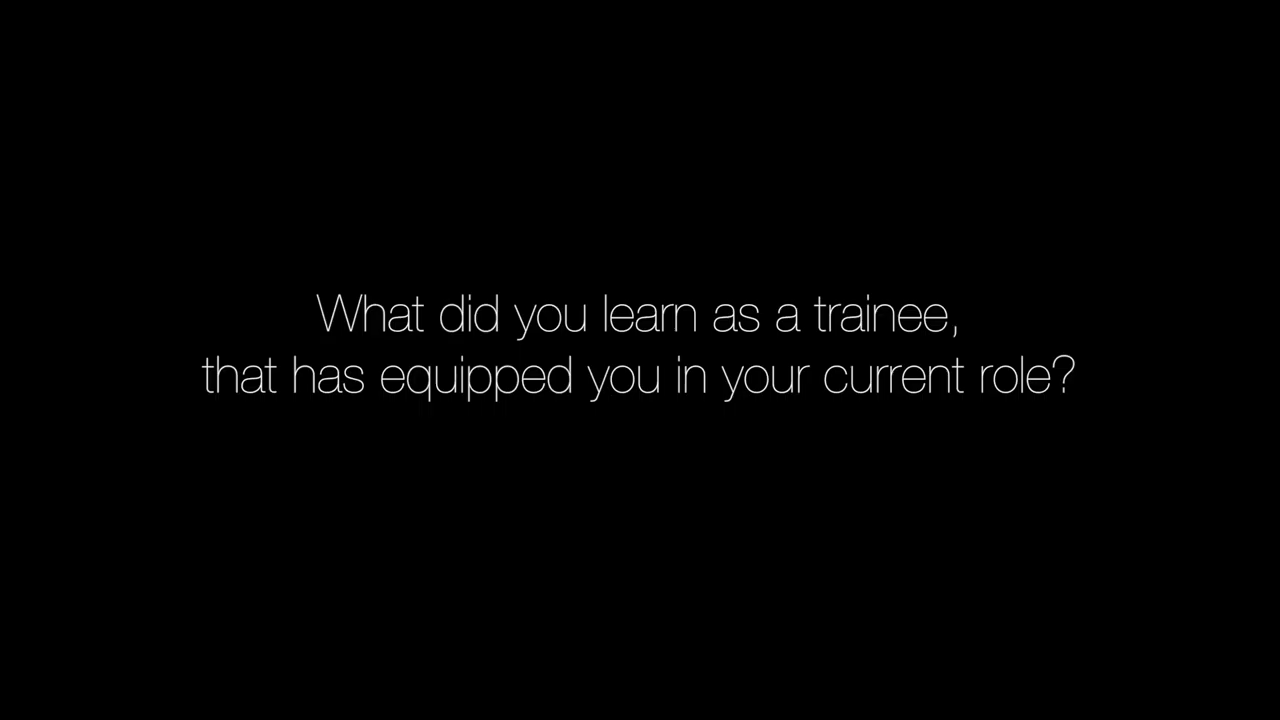 What did you learn as a trainee,
that has equipped you in your current role?